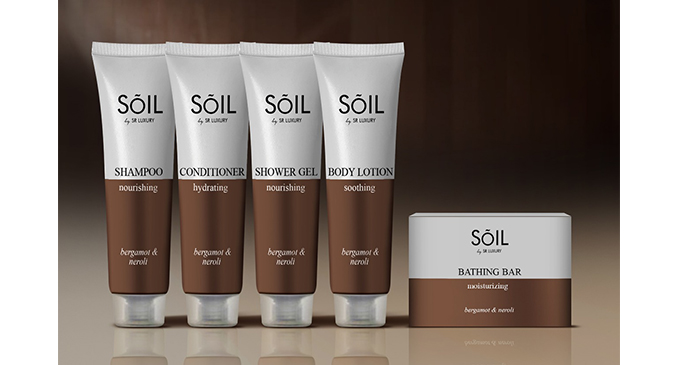 SÕIL
by SR LUXURY
SHAMPOO
nourishing
bergamot &
neroli
SÕIL
by SR LUXURY
CONDITIONER
hydrating
bergamot &
neroli
SÕIL
by SR LUXURY
SHOWER GEL
nourishing
bergamot &
neroli
SÕIL
by SR LUXURY
BODY LOTION
soothing
bergamot &
neroli
SÕIL
by SR LUXURY
BATHING BAR
moisturizing
bergamot & neroli